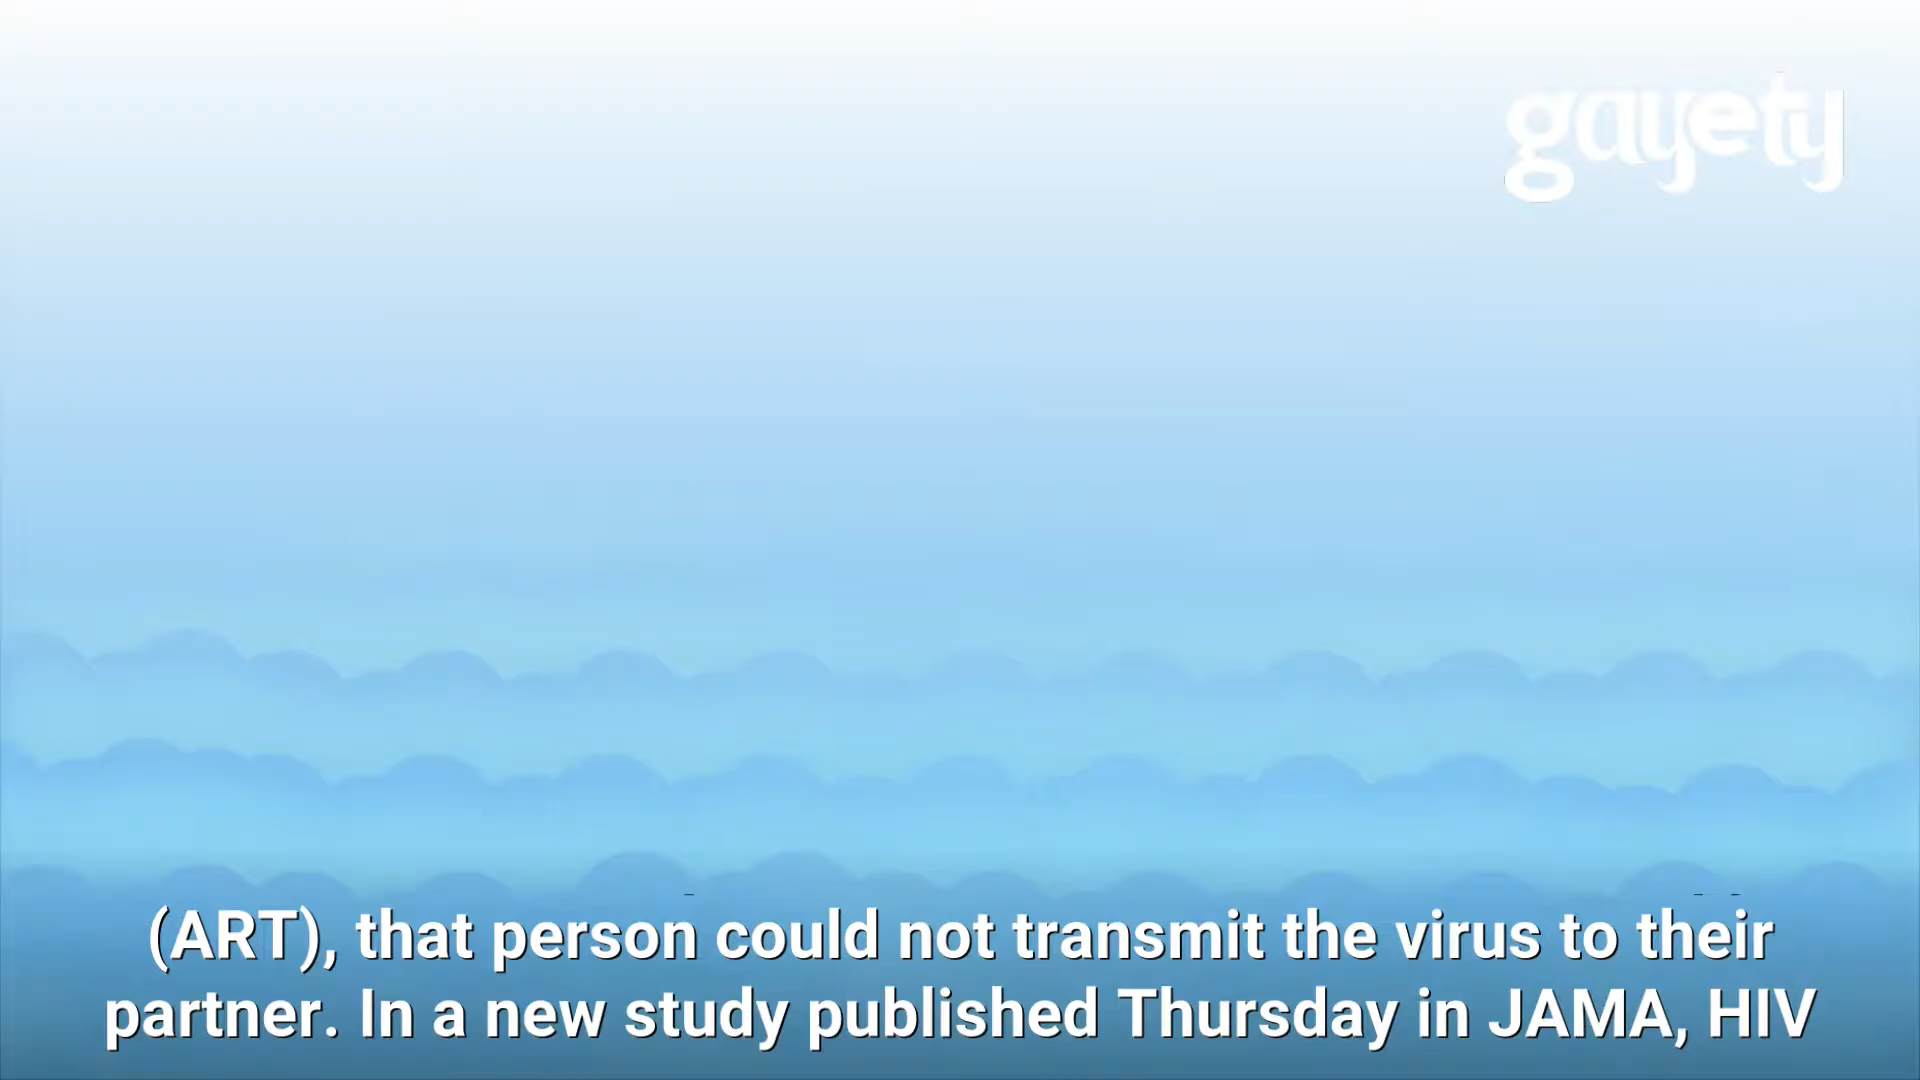 gayety
(ART), that person could not transmit the virus to their
partner. In a new study published Thursday in JAMA, HIV